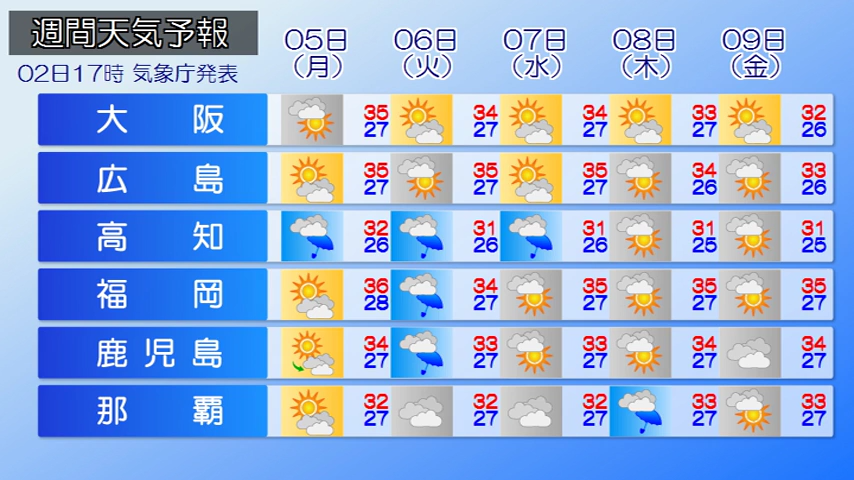 週間天気予報
02日17時 気象庁発表
05日 06日 07日 08日 09日
(月) (火) (水) (木) (金)
大阪 35 34 34 33 32
27 27 27 27 26
広島 35 35 35 34 33
27 27 27 26 26
高知 32 31 31 31 31
26 26 26 25 25
福岡 36 34 35 35 35
28 27 27 27 27
鹿児島 34 33 33 34 34
27 27 27 27 27
那覇 32 32 32 33 33
27 27 27 27 27